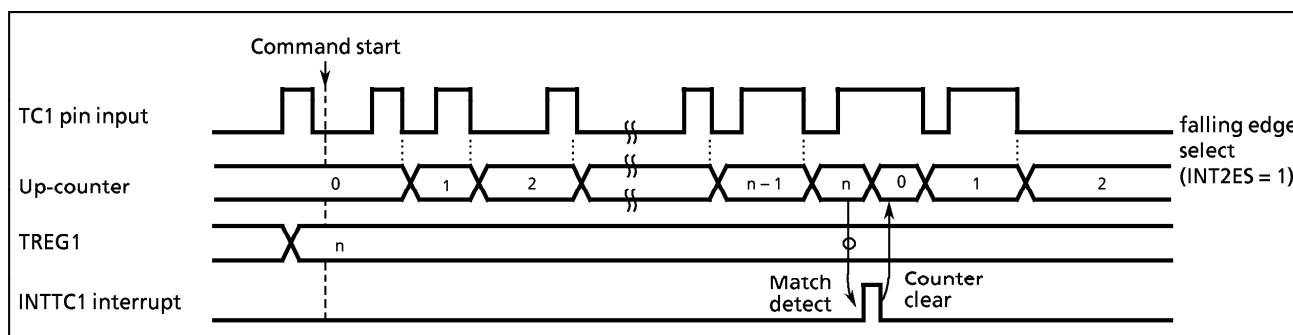 Command start
TC1 pin input
falling edge
select
(INT2ES = 1)
Up-counter
0 1 2 n – 1 n 0 1 2
TREG1
n
Match
detect
Counter
clear
INTTC1 interrupt